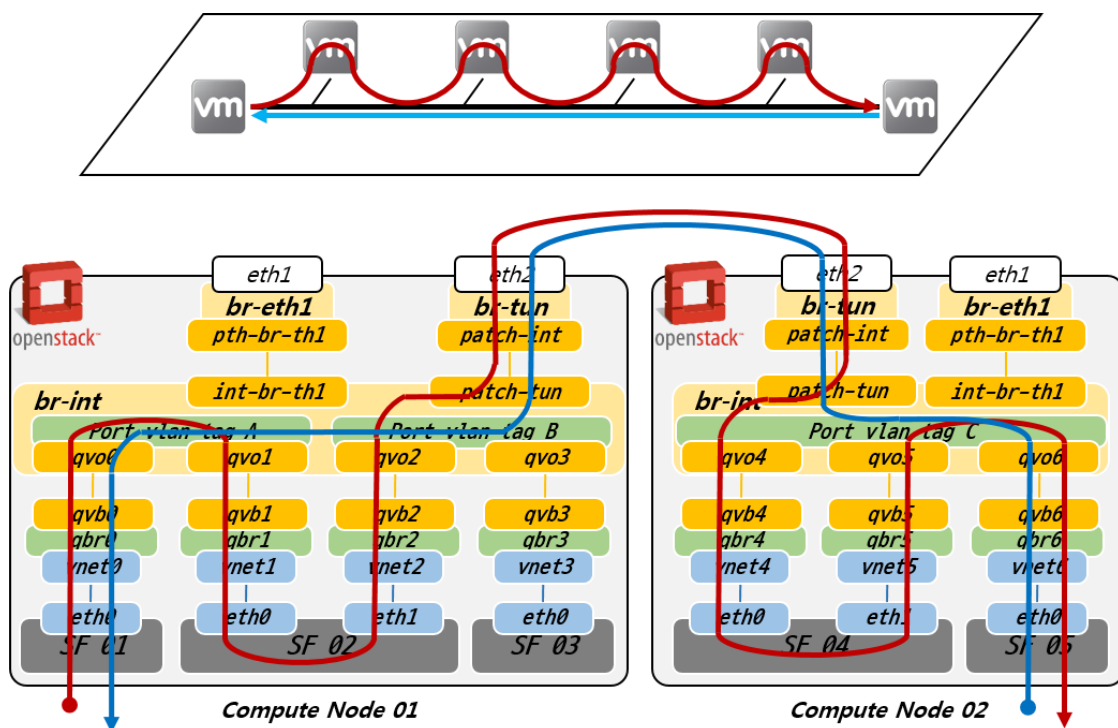 vm vm vm vm
vm vm
eth1 eth2 eth2 eth1
openstack™ br-eth1 br-tun openstack™ br-tun br-eth1
pth-br-th1 patch-int patch-int pth-br-th1
int-br-th1 patch-tun patch-tun int-br-th1
br-int br-int
Port vlan tag A Port vlan tag B Port vlan tag C
qvo0 qvo1 qvo2 qvo3 qvo4 qvo5 qvo6
qvb0 qvb1 qvb2 qvb3 qvb4 qvb5 qvb6
qbr0 qbr1 qbr2 qbr3 qbr4 qbr5 qbr6
vnet0 vnet1 vnet2 vnet3 vnet4 vnet5 vnet6
eth0 eth0 eth1 eth0 eth0 eth1 eth0
SF 01 SF 02 SF 03 SF 04 SF 05
Compute Node 01 Compute Node 02